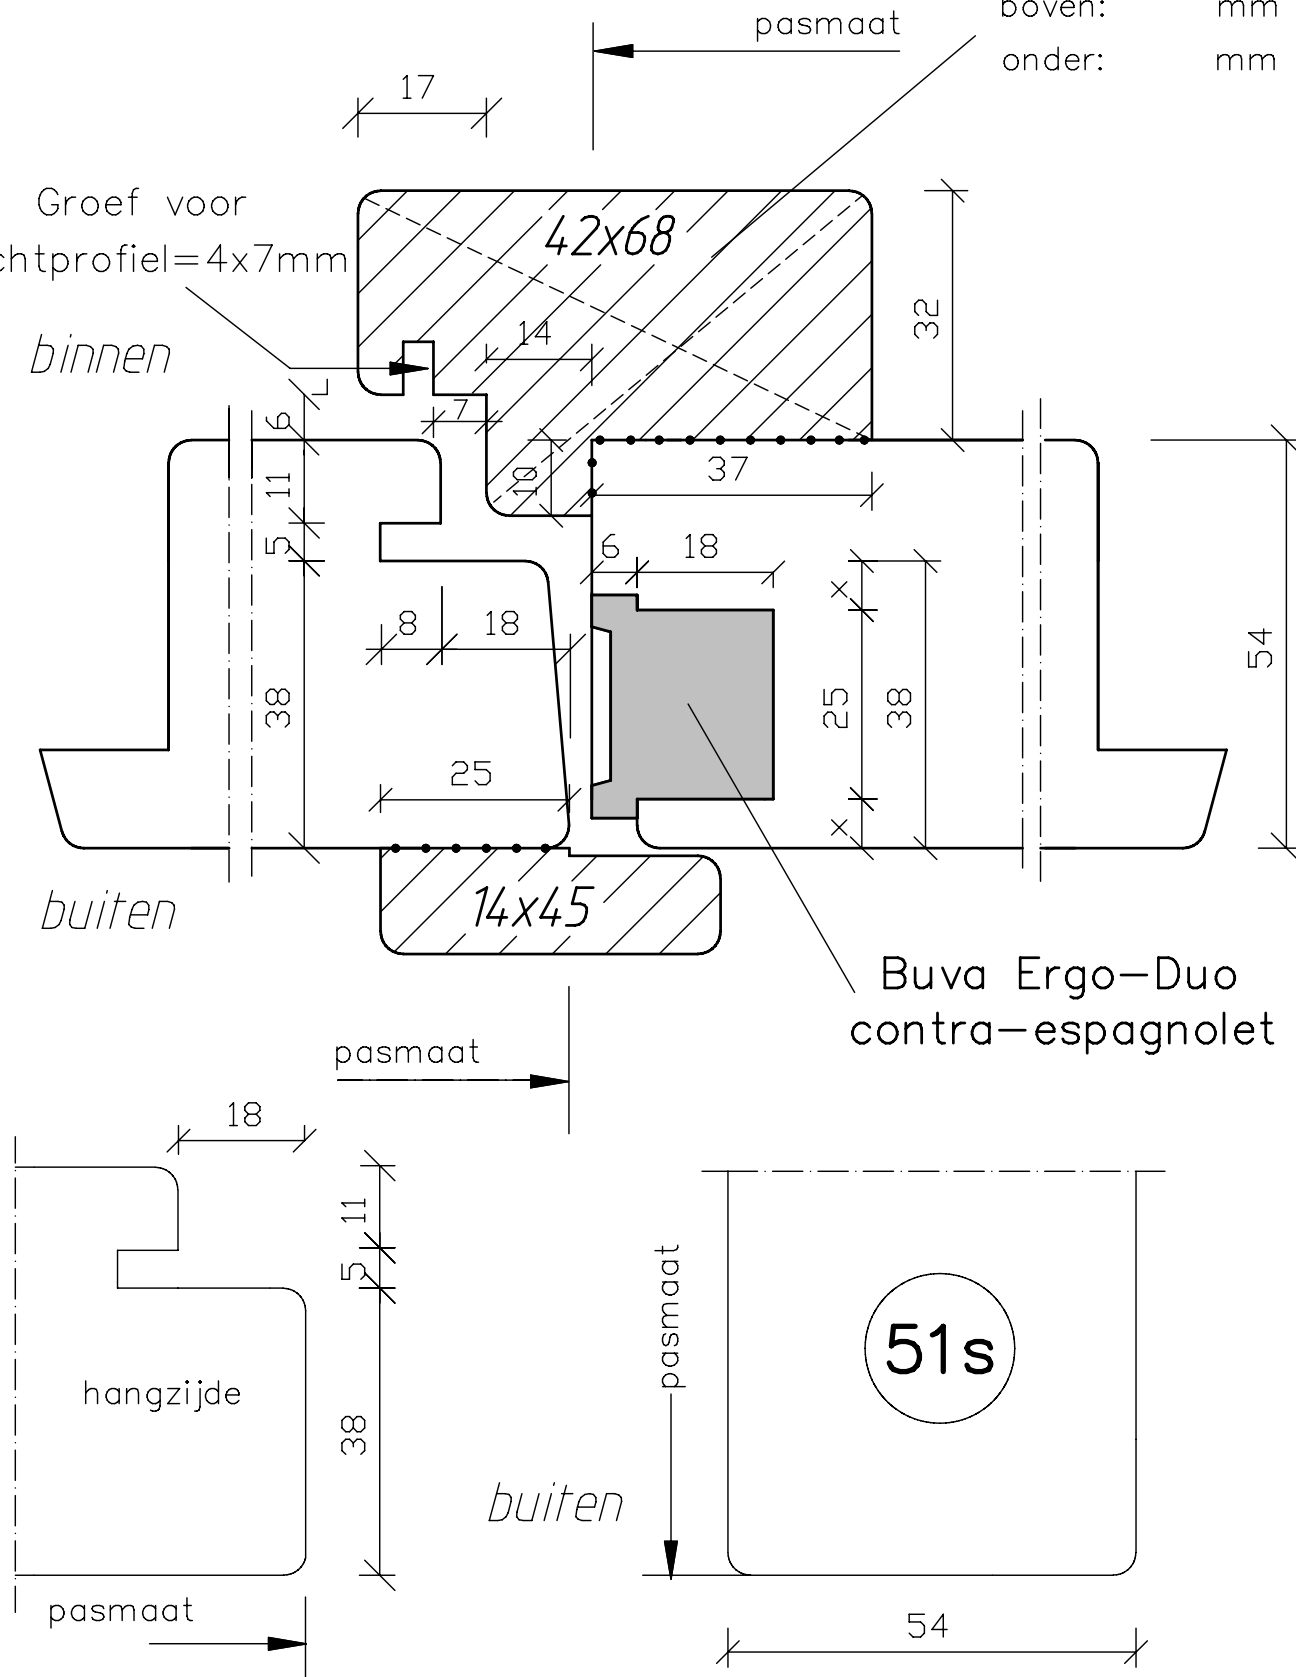 boven: mm
pasmaat
onder: mm
17
Groef voor
chtprofiel=4x7mm
42x68
32
14
binnen
7
6
10
37
11
5
6
18
x
8
18
54
38
25
38
25
x
14x45
buiten
Buva Ergo-Duo
contra-espagnolet
pasmaat
18
11
5
pasmaat
51s
hangzijde
38
buiten
pasmaat
54